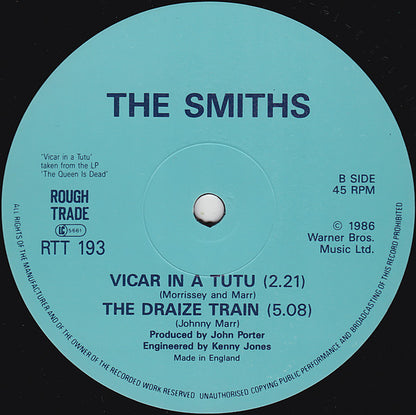 THE SMITHS
"Vicar in a Tutu"
taken from the LP
'The Queen Is Dead'
ROUGH
TRADE
LC 5661
RTT 193
B SIDE
45 RPM
© 1986
Warner Bros.
Music Ltd.
VICAR IN A TUTU (2.21)
(Morrissey and Marr)
THE DRAIZE TRAIN (5.08)
(Johnny Marr)
Produced by John Porter
Engineered by Kenny Jones
Made in England
ALL RIGHTS OF THE MANUFACTURER AND OF THE OWNER OF THE RECORDED WORK RESERVED UNAUTHORISED COPYING PUBLIC PERFORMANCE AND BROADCASTING OF THIS RECORD PROHIBITED